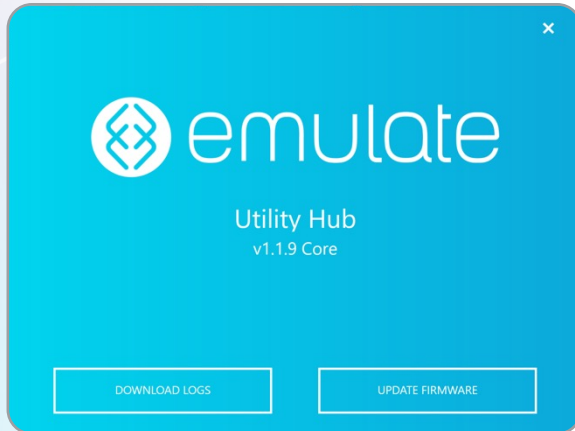 ×
emulate
Utility Hub
v1.1.9 Core
DOWNLOAD LOGS
UPDATE FIRMWARE